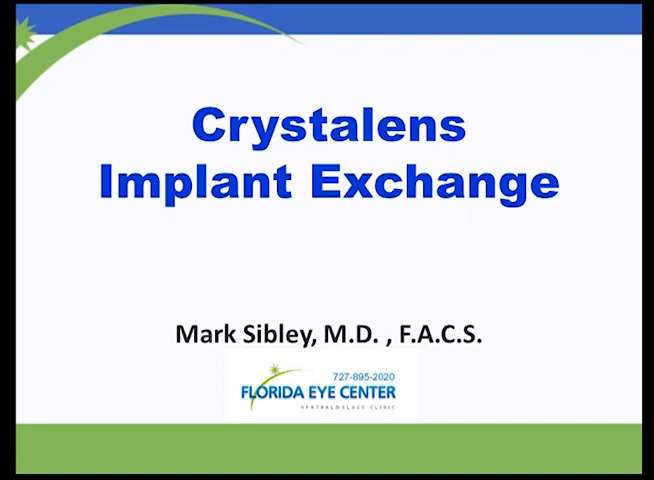 Crystalens
Implant Exchange
Mark Sibley, M.D. , F.A.C.S.
727-895-2020
FLORIDA EYE CENTER